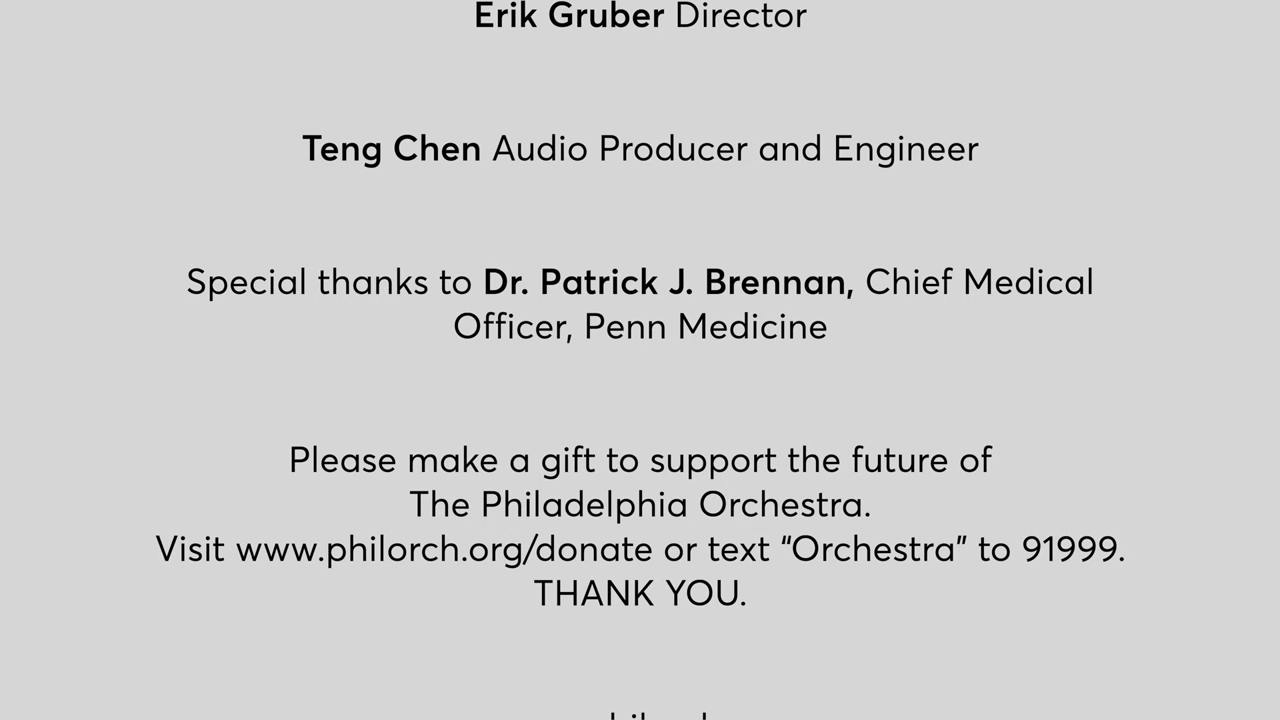 Erik Gruber Director
Teng Chen Audio Producer and Engineer
Special thanks to Dr. Patrick J. Brennan, Chief Medical
Officer, Penn Medicine
Please make a gift to support the future of
The Philadelphia Orchestra.
Visit www.philorch.org/donate or text “Orchestra” to 91999.
THANK YOU.